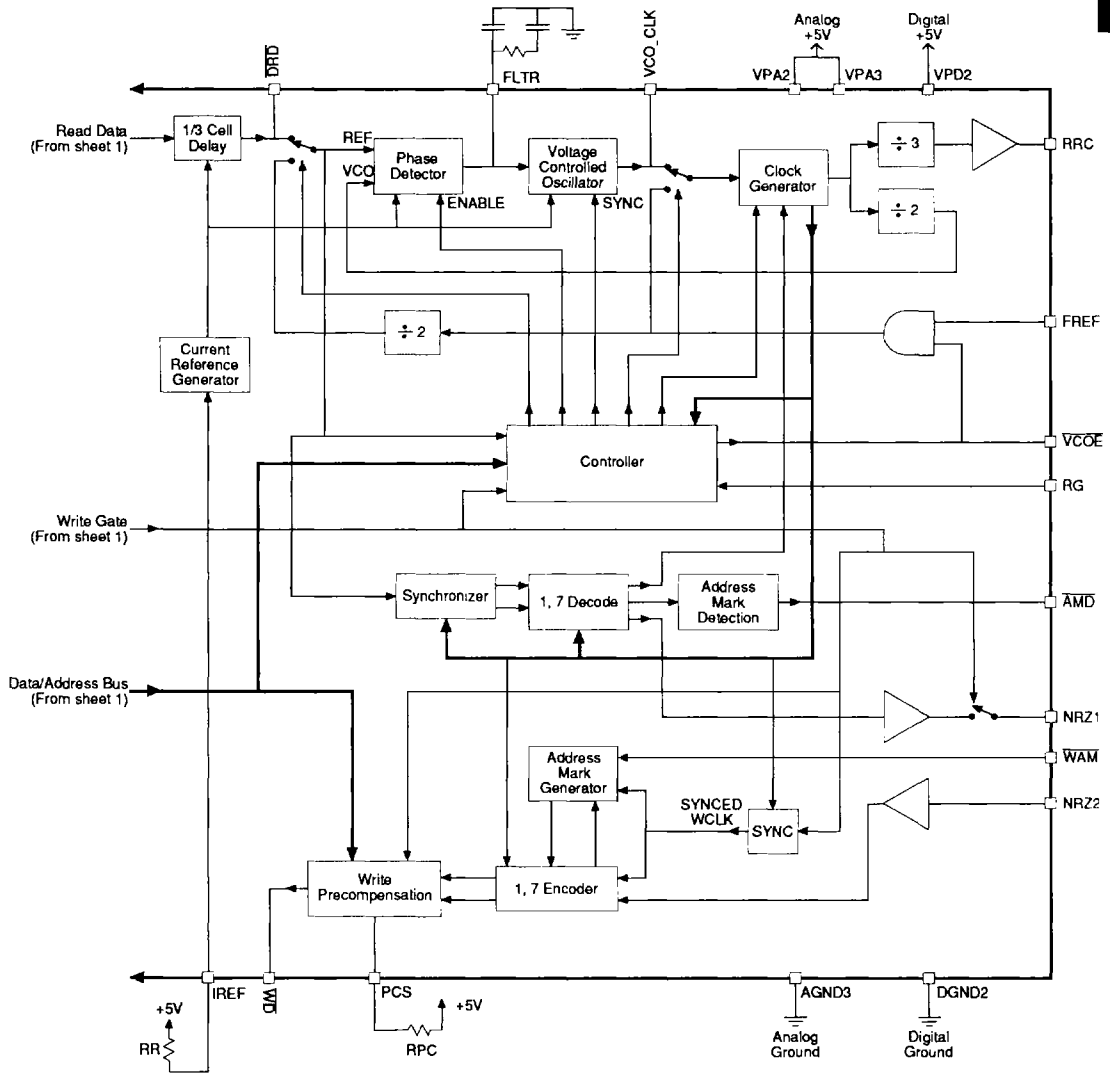 Analog
+5V
Digital
+5V
DRD
FLTR
VCO_CLK
VPA2
VPA3
VPD2
Read Data
(From sheet 1)
1/3 Cell
Delay
REF
VCO
Phase
Detector
ENABLE
Voltage
Controlled
Oscillator
SYNC
Clock
Generator
÷ 3
÷ 2
RRC
÷ 2
FREF
Current
Reference
Generator
Controller
VCOE
RG
Write Gate
(From sheet 1)
Synchronizer
1, 7 Decode
Address
Mark
Detection
AMD
Data/Address Bus
(From sheet 1)
NRZ1
Address
Mark
Generator
WAM
SYNCED
WCLK
SYNC
NRZ2
Write
Precompensation
1, 7 Encoder
IREF
WD
PCS
AGND3
DGND2
+5V
RR
+5V
RPC
Analog
Ground
Digital
Ground